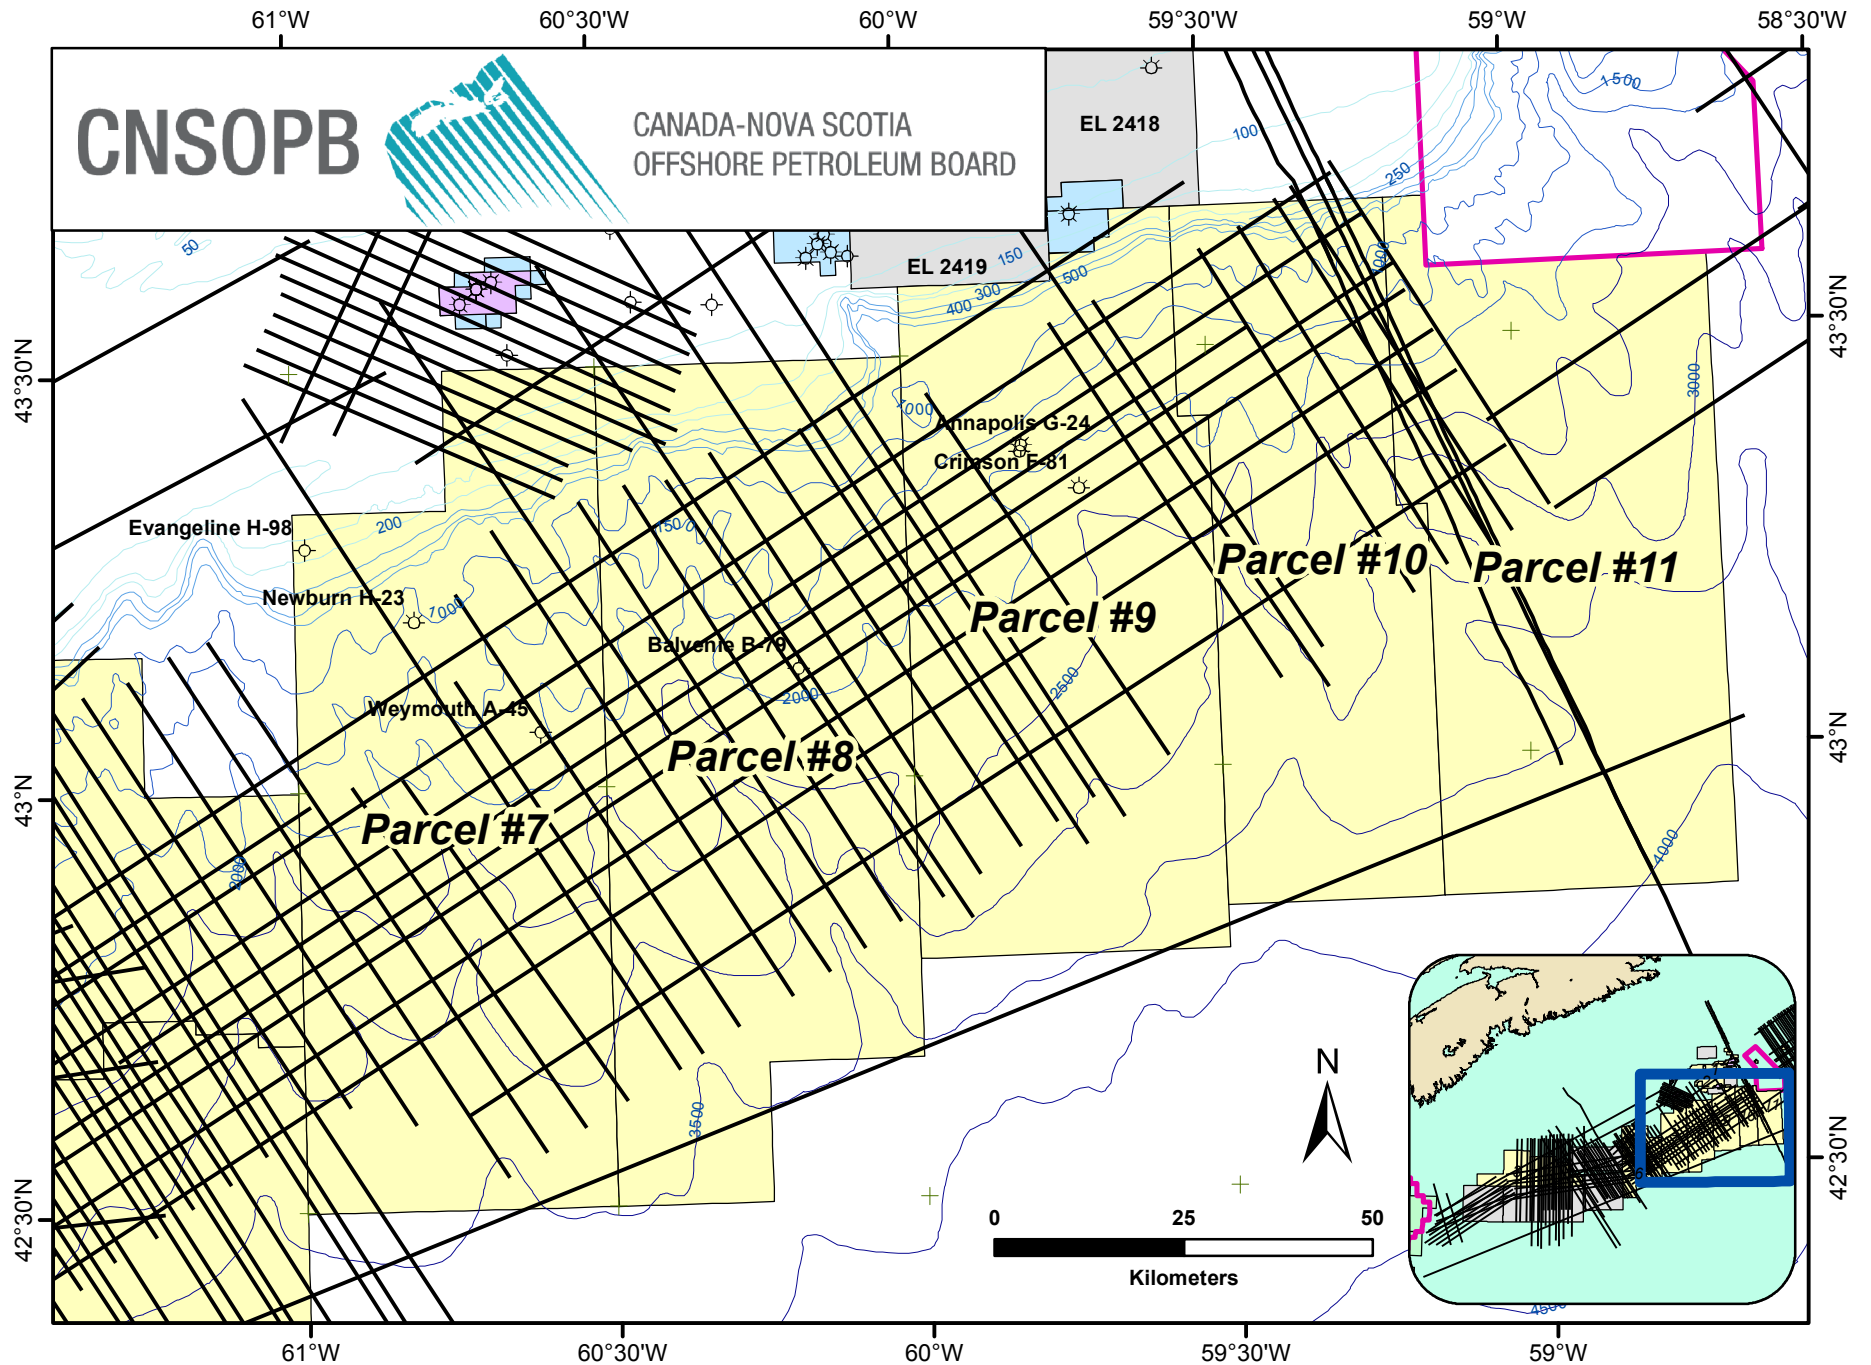 61°W 60°30'W 60°W 59°30'W 59°W 58°30'W
CNSOPB
CANADA-NOVA SCOTIA
OFFSHORE PETROLEUM BOARD
EL 2418
EL 2419
1500
100
250
50
150
300
400
500
1000
43°30'N
43°30'N
3000
1000
Annapolis G-24
Crimson F-81
Evangeline H-98
200
1500
Parcel #10
Parcel #11
Newburn H-23
1000
Parcel #9
Balvenie B-79
2500
2000
Weymouth A-45
Parcel #8
43°N
43°N
Parcel #7
2000
4000
3500
N
42°30'N
42°30'N
0 25 50
Kilometers
4500
61°W 60°30'W 60°W 59°30'W 59°W